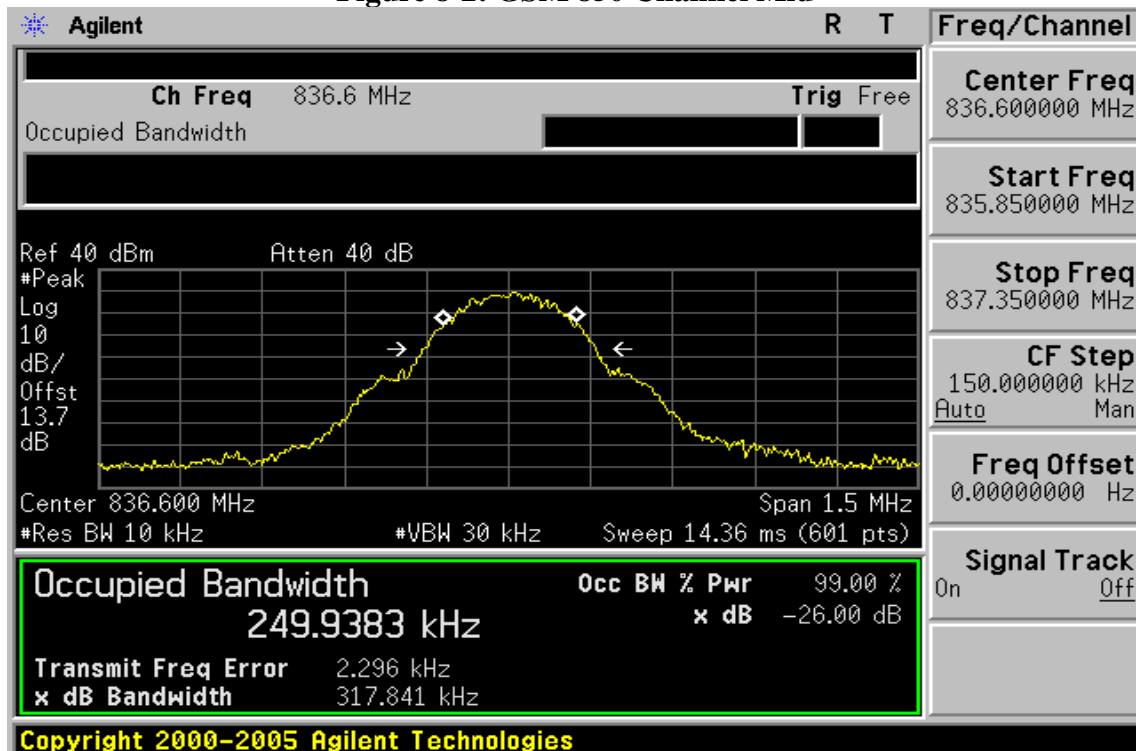 Agilent R T
Ch Freq 836.6 MHz Trig Free
Occupied Bandwidth
Ref 40 dBm Atten 40 dB
#Peak
Log
10
dB/
Offst
13.7
dB
Center 836.600 MHz Span 1.5 MHz
#Res BW 10 kHz #VBW 30 kHz Sweep 14.36 ms (601 pts)
Occupied Bandwidth Occ BW % Pwr 99.00 %
249.9383 kHz x dB -26.00 dB
Transmit Freq Error 2.296 kHz
x dB Bandwidth 317.841 kHz
Copyright 2000-2005 Agilent Technologies
Freq/Channel
Center Freq
836.600000 MHz
Start Freq
835.850000 MHz
Stop Freq
837.350000 MHz
CF Step
150.000000 kHz
Auto Man
Freq Offset
0.00000000 Hz
Signal Track
On Off